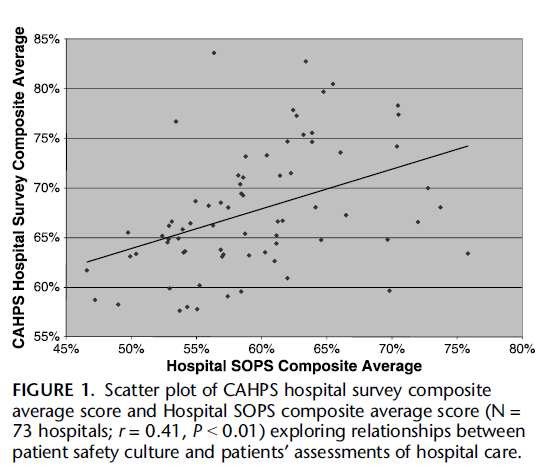 85%
80%
75%
70%
65%
60%
55%
CAHPS Hospital Survey Composite Average
45% 50% 55% 60% 65% 70% 75% 80%
Hospital SOPS Composite Average
FIGURE 1. Scatter plot of CAHPS hospital survey composite
average score and Hospital SOPS composite average score (N =
73 hospitals; r = 0.41, P < 0.01) exploring relationships between
patient safety culture and patients' assessments of hospital care.